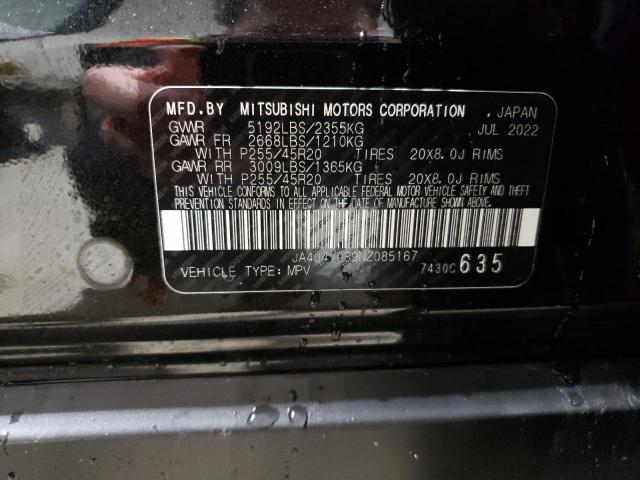 MFD.BY MITSUBISHI MOTORS CORPORATION , JAPAN
GVWR 5192LBS/2355KG JUL 2022
GAWR FR 2668LBS/1210KG
WITH P255/45R20 TIRES 20X8.0J RIMS
GAWR RR 3009LBS/1365KG
WITH P255/45R20 TIRES 20X8.0J RIMS
THIS VEHICLE CONFORMS TO ALL APPLICABLE FEDERAL MOTOR VEHICLE SAFETY AND THEFT
PREVENTION STANDARDS IN EFFECT ON THE DATE OF MANUFACTURE SHOWN ABOVE.
JA4J4VA89NZ085167
VEHICLE TYPE: MPV 7430C 635